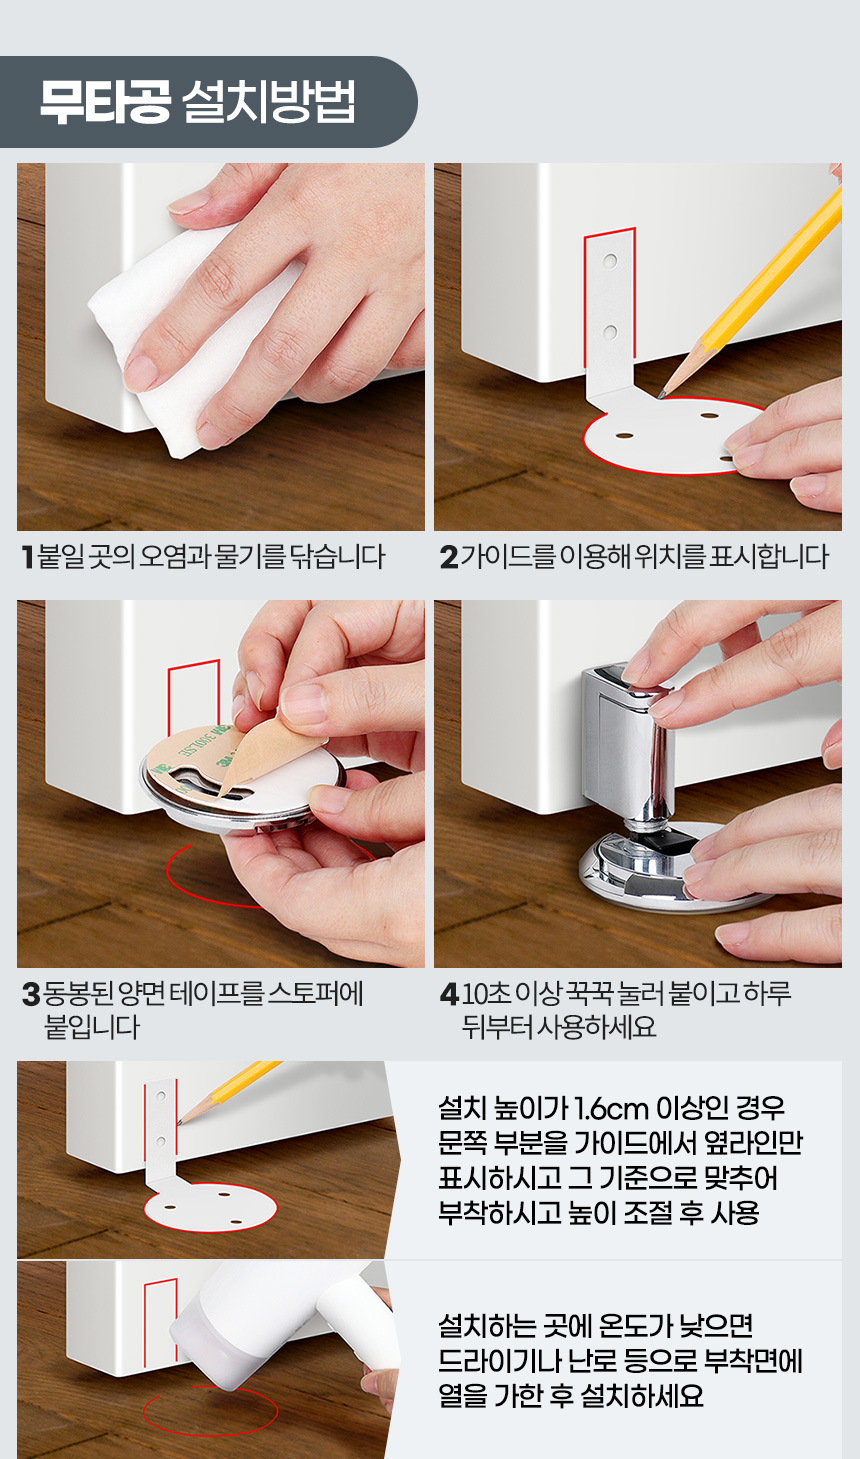 무타공 설치방법
1 붙일 곳의 오염과 물기를 닦습니다
2 가이드를 이용해 위치를 표시합니다
3M 300LSE
3 동봉된 양면 테이프를 스토퍼에
붙입니다
4 10초 이상 꾹꾹 눌러 붙이고 하루
뒤부터 사용하세요
설치 높이가 1.6cm 이상인 경우
문쪽 부분을 가이드에서 옆라인만
표시하시고 그 기준으로 맞추어
부착하시고 높이 조절 후 사용
설치하는 곳에 온도가 낮으면
드라이기나 난로 등으로 부착면에
열을 가한 후 설치하세요